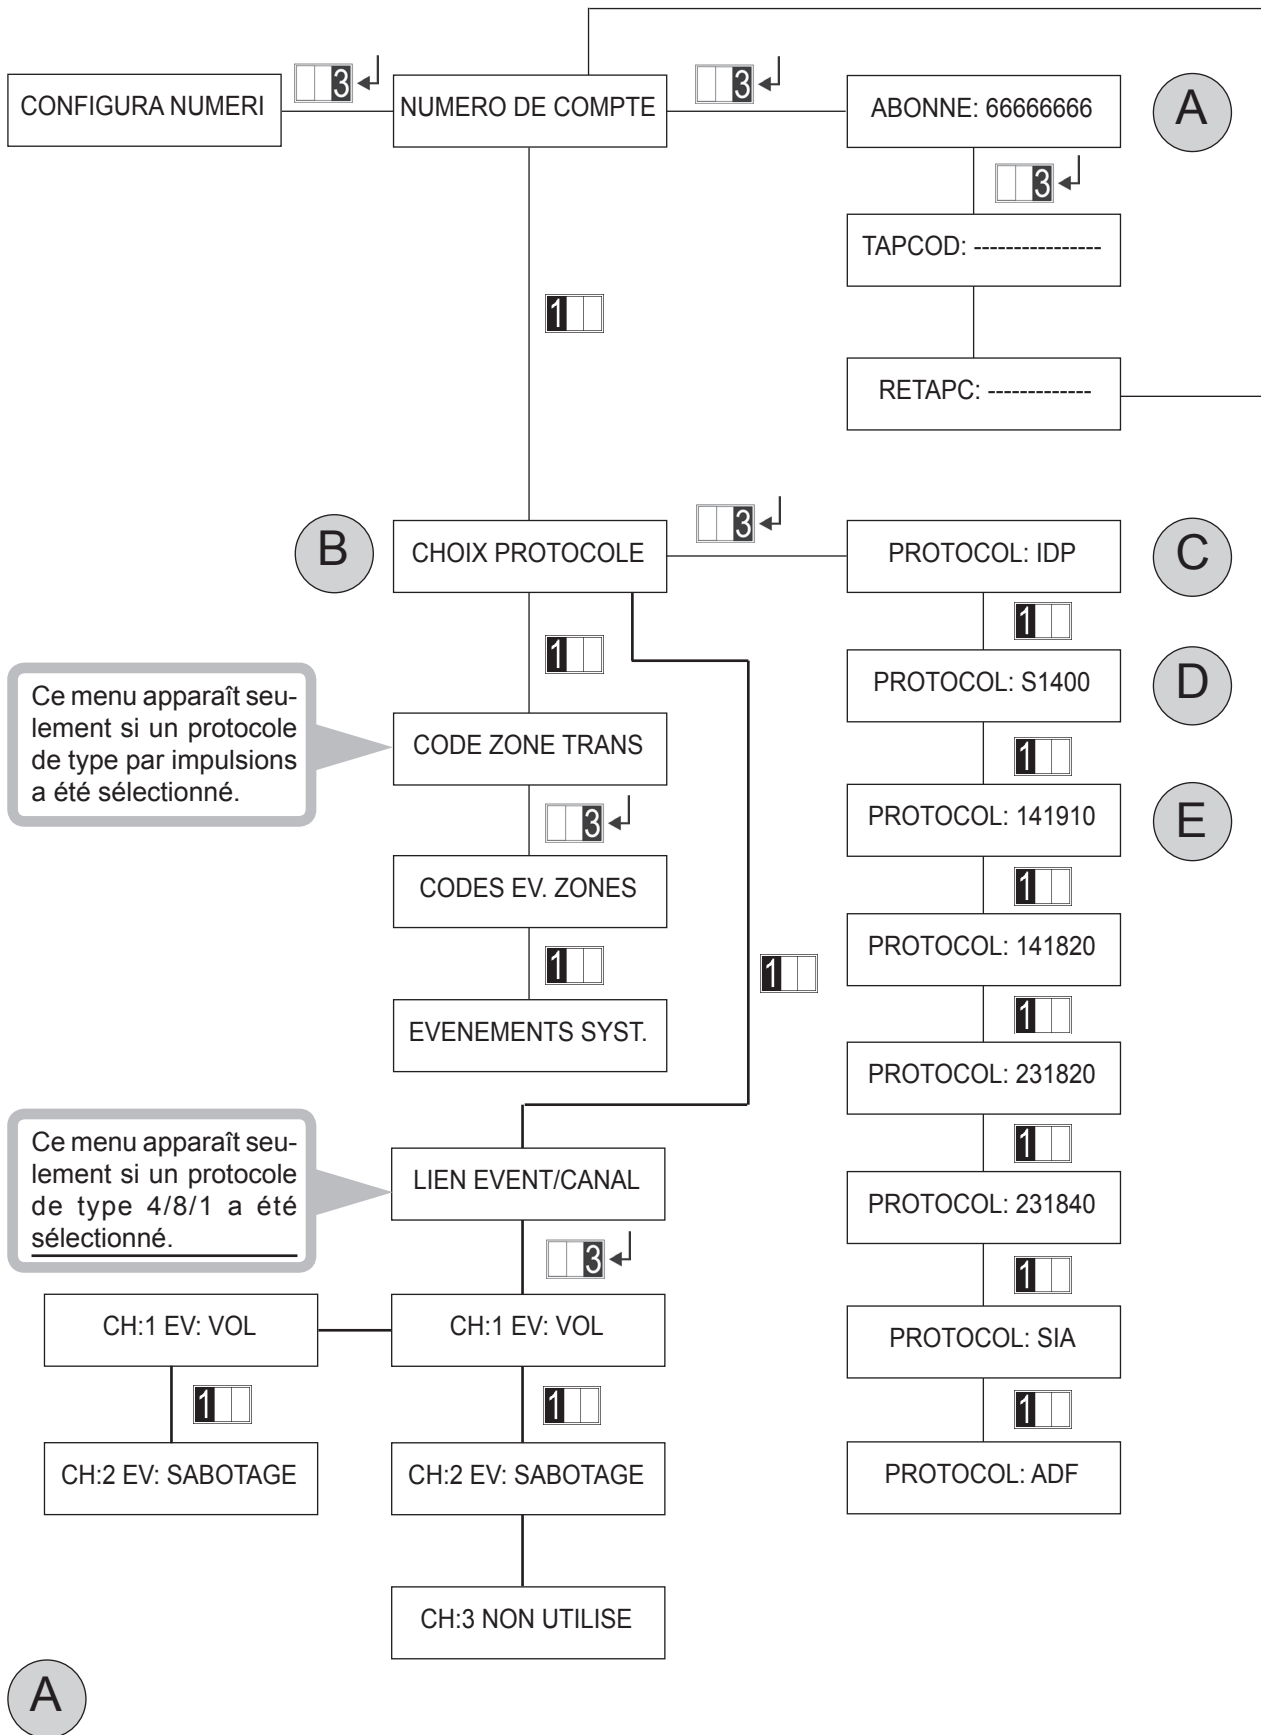 3
3
CONFIGURA NUMERI
NUMERO DE COMPTE
ABONNE: 66666666
A
3
TAPCOD: ----------------
1
RETAPC: -------------
3
B
CHOIX PROTOCOLE
PROTOCOL: IDP
C
1
1
PROTOCOL: S1400
D
Ce menu apparaît seu-
lement si un protocole
de type par impulsions
a été sélectionné.
CODE ZONE TRANS
1
PROTOCOL: 141910
E
3
CODES EV. ZONES
1
PROTOCOL: 141820
1
1
1
EVENEMENTS SYST.
PROTOCOL: 231820
Ce menu apparaît seu-
lement si un protocole
de type 4/8/1 a été
sélectionné.
1
LIEN EVENT/CANAL
PROTOCOL: 231840
3
1
CH:1 EV: VOL
CH:1 EV: VOL
PROTOCOL: SIA
1
1
1
CH:2 EV: SABOTAGE
CH:2 EV: SABOTAGE
PROTOCOL: ADF
CH:3 NON UTILISE
A